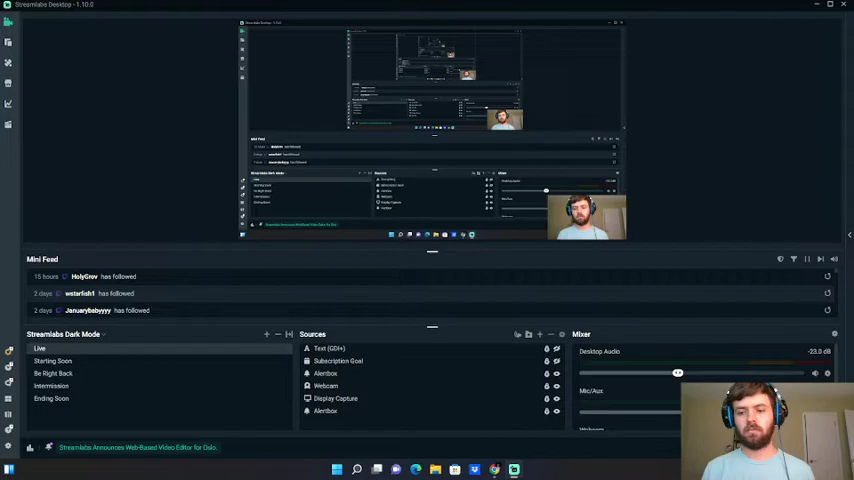 Streamlabs Desktop - 1.10.0
Mini Feed
15 hours HolyGrov has followed
2 days wstarfish1 has followed
2 days Januarybabyyyy has followed
Streamlabs Dark Mode
Live
Starting Soon
Be Right Back
Intermission
Ending Soon
Sources
Text (GDI+)
Subscription Goal
Alertbox
Webcam
Display Capture
Alertbox
Mixer
Desktop Audio -23.0 dB
Mic/Aux
Streamlabs Announces Web-Based Video Editor for Oslo.